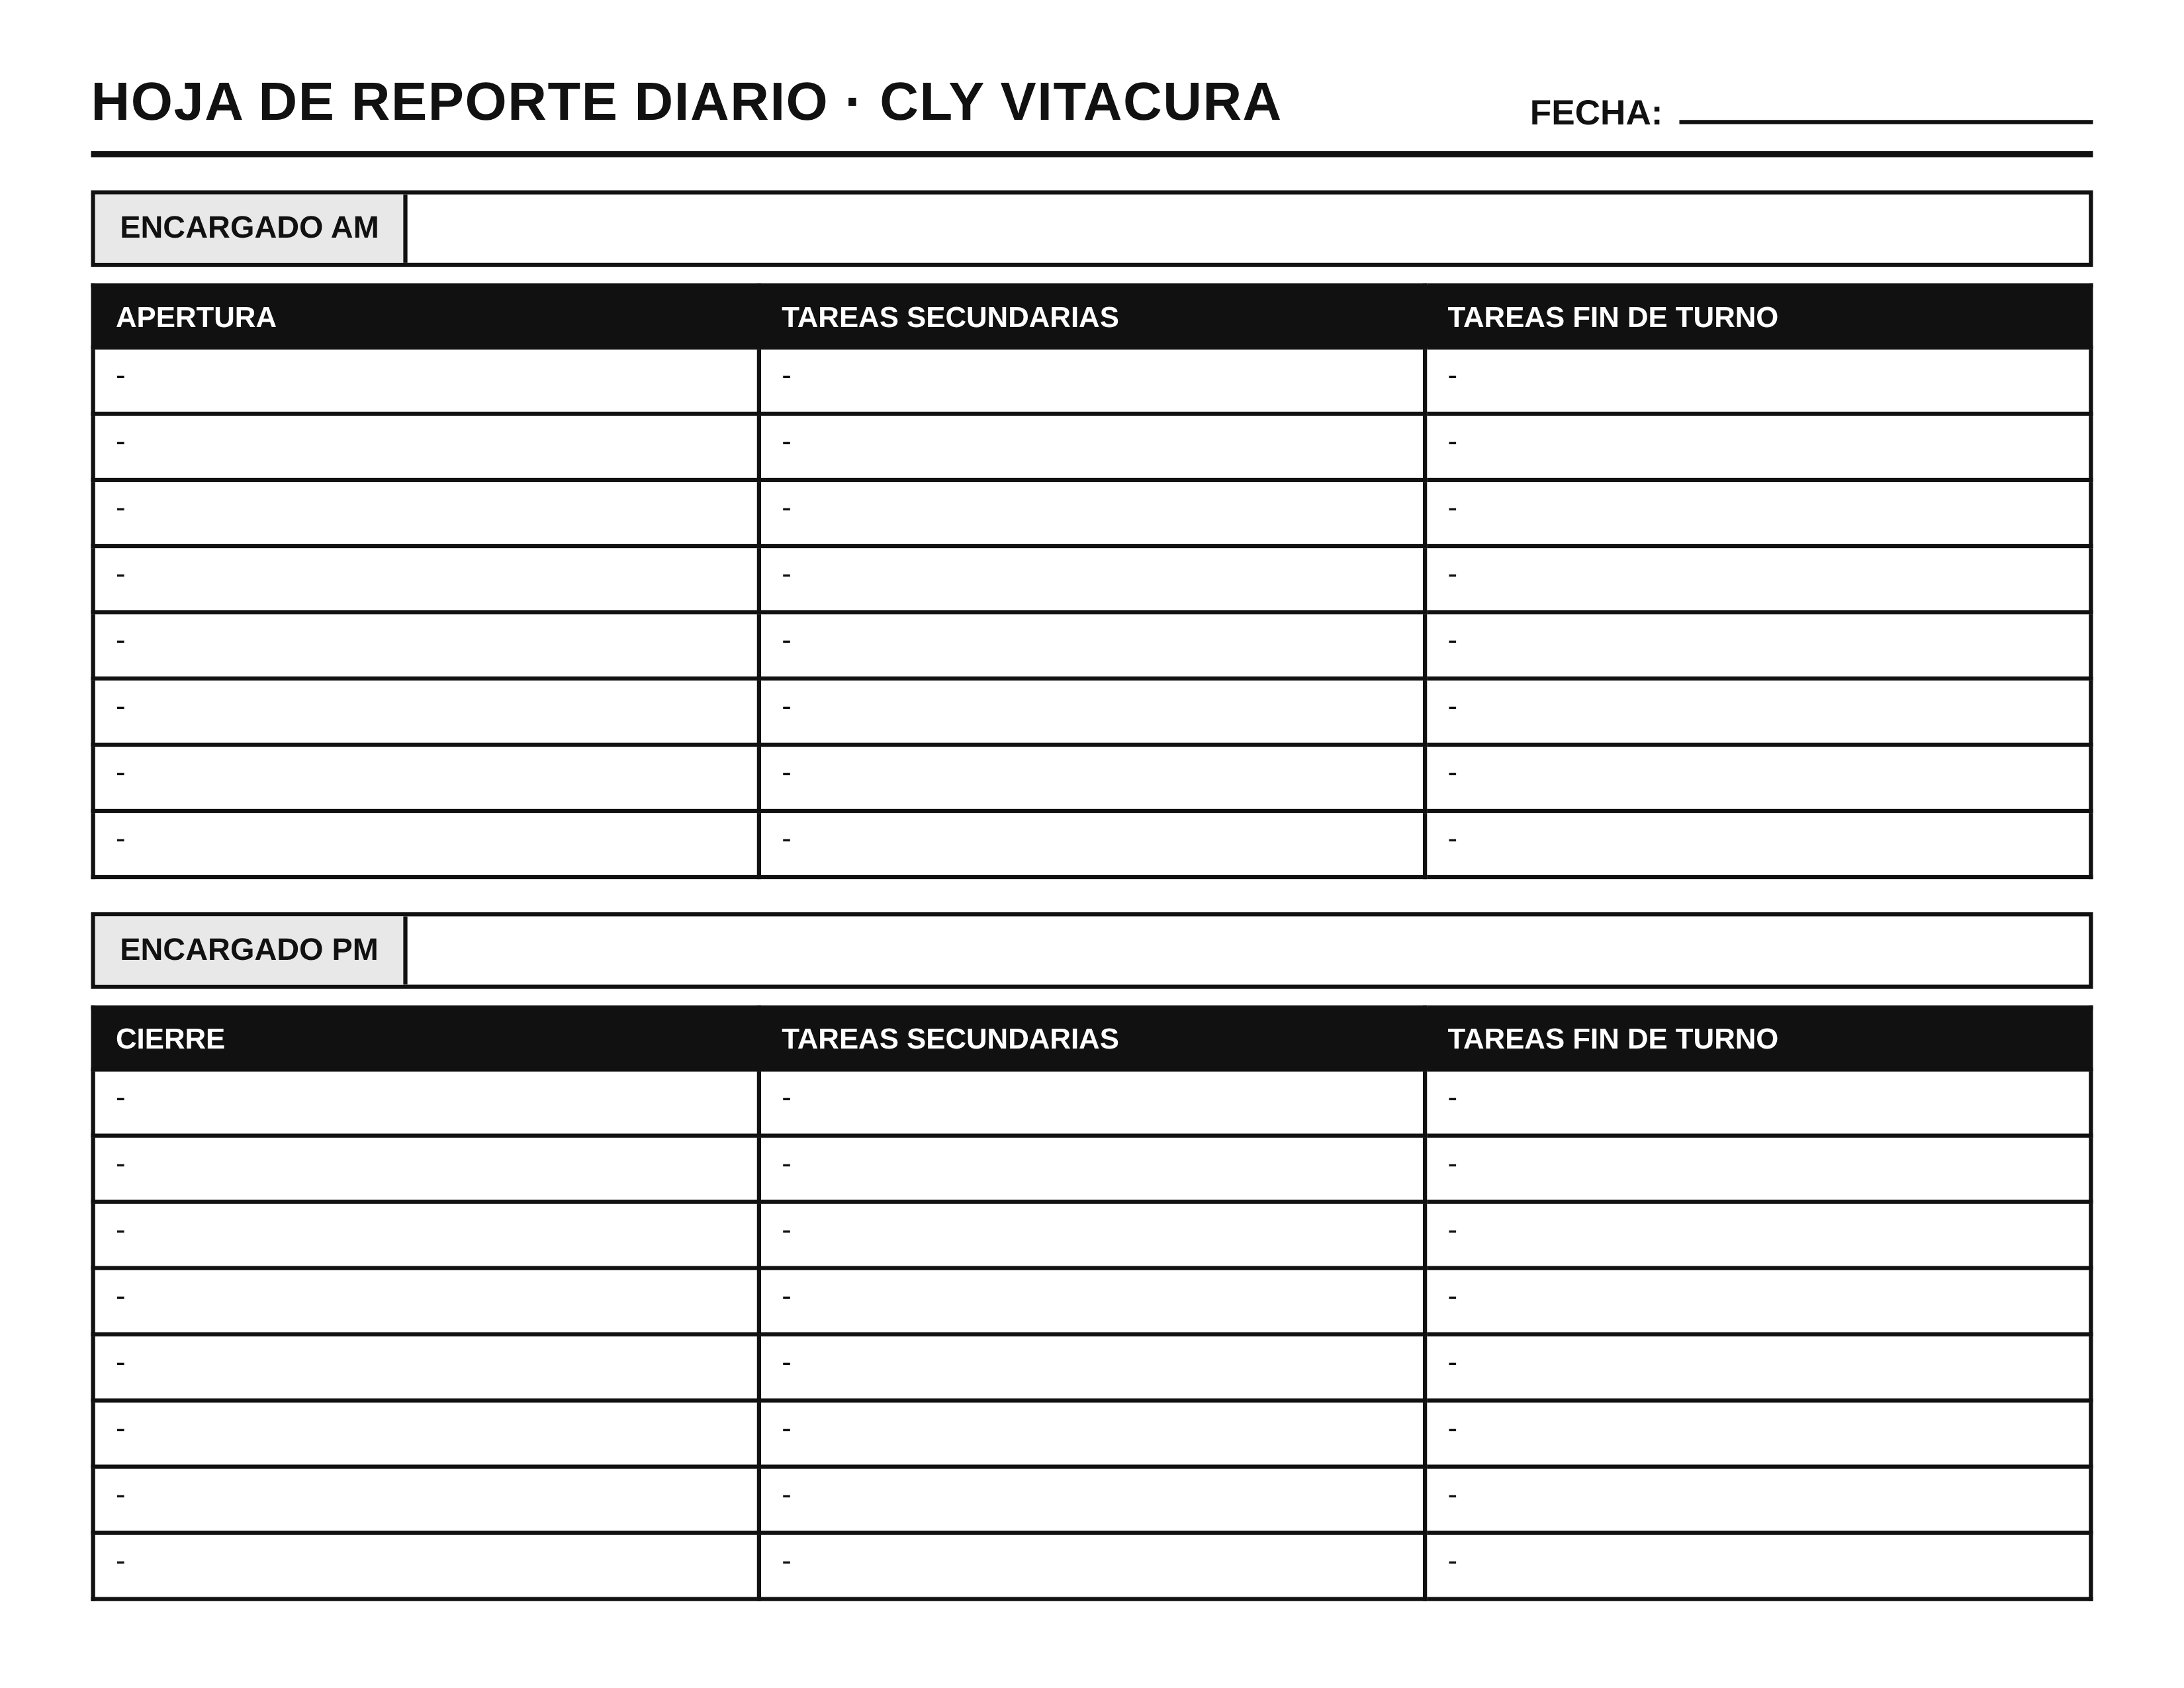 HOJA DE REPORTE DIARIO · CLY VITACURA
FECHA:
ENCARGADO AM
APERTURA TAREAS SECUNDARIAS TAREAS FIN DE TURNO
- - -
- - -
- - -
- - -
- - -
- - -
- - -
- - -
ENCARGADO PM
CIERRE TAREAS SECUNDARIAS TAREAS FIN DE TURNO
- - -
- - -
- - -
- - -
- - -
- - -
- - -
- - -